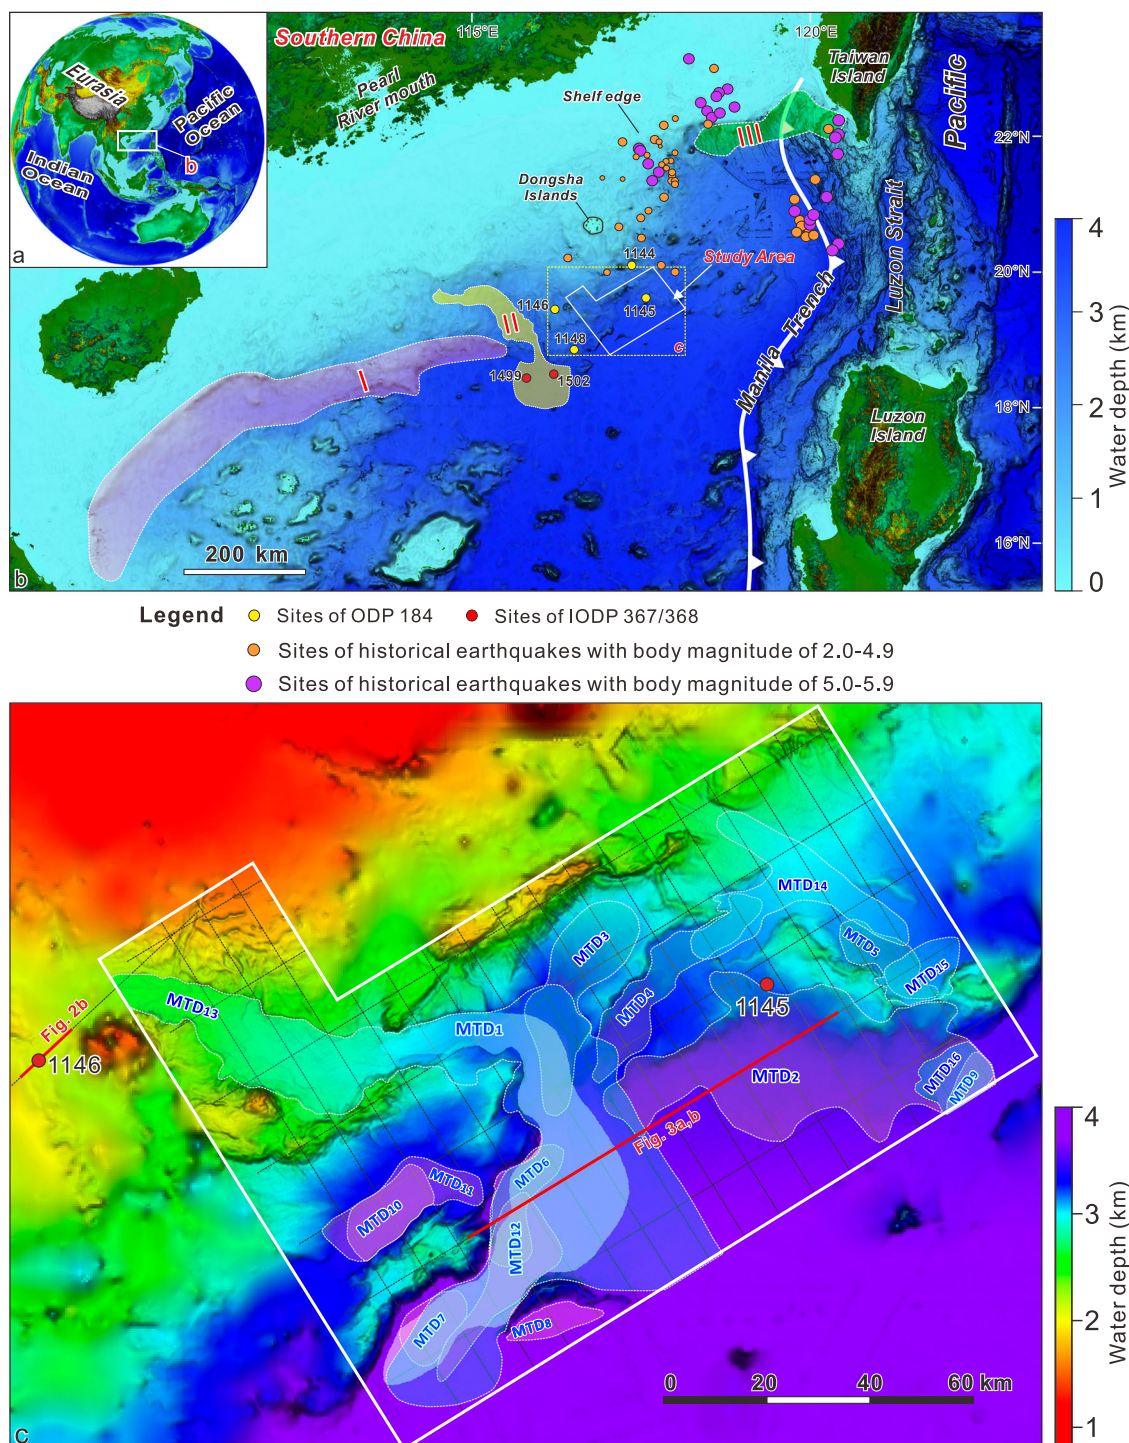 Eurasia
Pacific
Ocean
Indian
Ocean
b
a
Southern China
115°E
120°E
Pearl
River mouth
Taiwan
Island
Pacific
Shelf edge
22°N
III
Dongsha
Islands
Luzon Strait
1144
Study Area
20°N
1146
1145
II
1148
c
Manila Trench
I
1499
1502
18°N
Luzon
Island
200 km
16°N
b
4
3
2
1
0
Water depth (km)
Legend
Sites of ODP 184
Sites of IODP 367/368
Sites of historical earthquakes with body magnitude of 2.0-4.9
Sites of historical earthquakes with body magnitude of 5.0-5.9
MTD14
MTD3
MTD5
MTD15
MTD4
1145
MTD13
Fig. 2b
MTD1
1146
MTD2
MTD16
MTD9
Fig. 3a,b
MTD6
MTD11
MTD10
MTD12
MTD7
MTD8
0 20 40 60 km
c
4
3
2
1
Water depth (km)